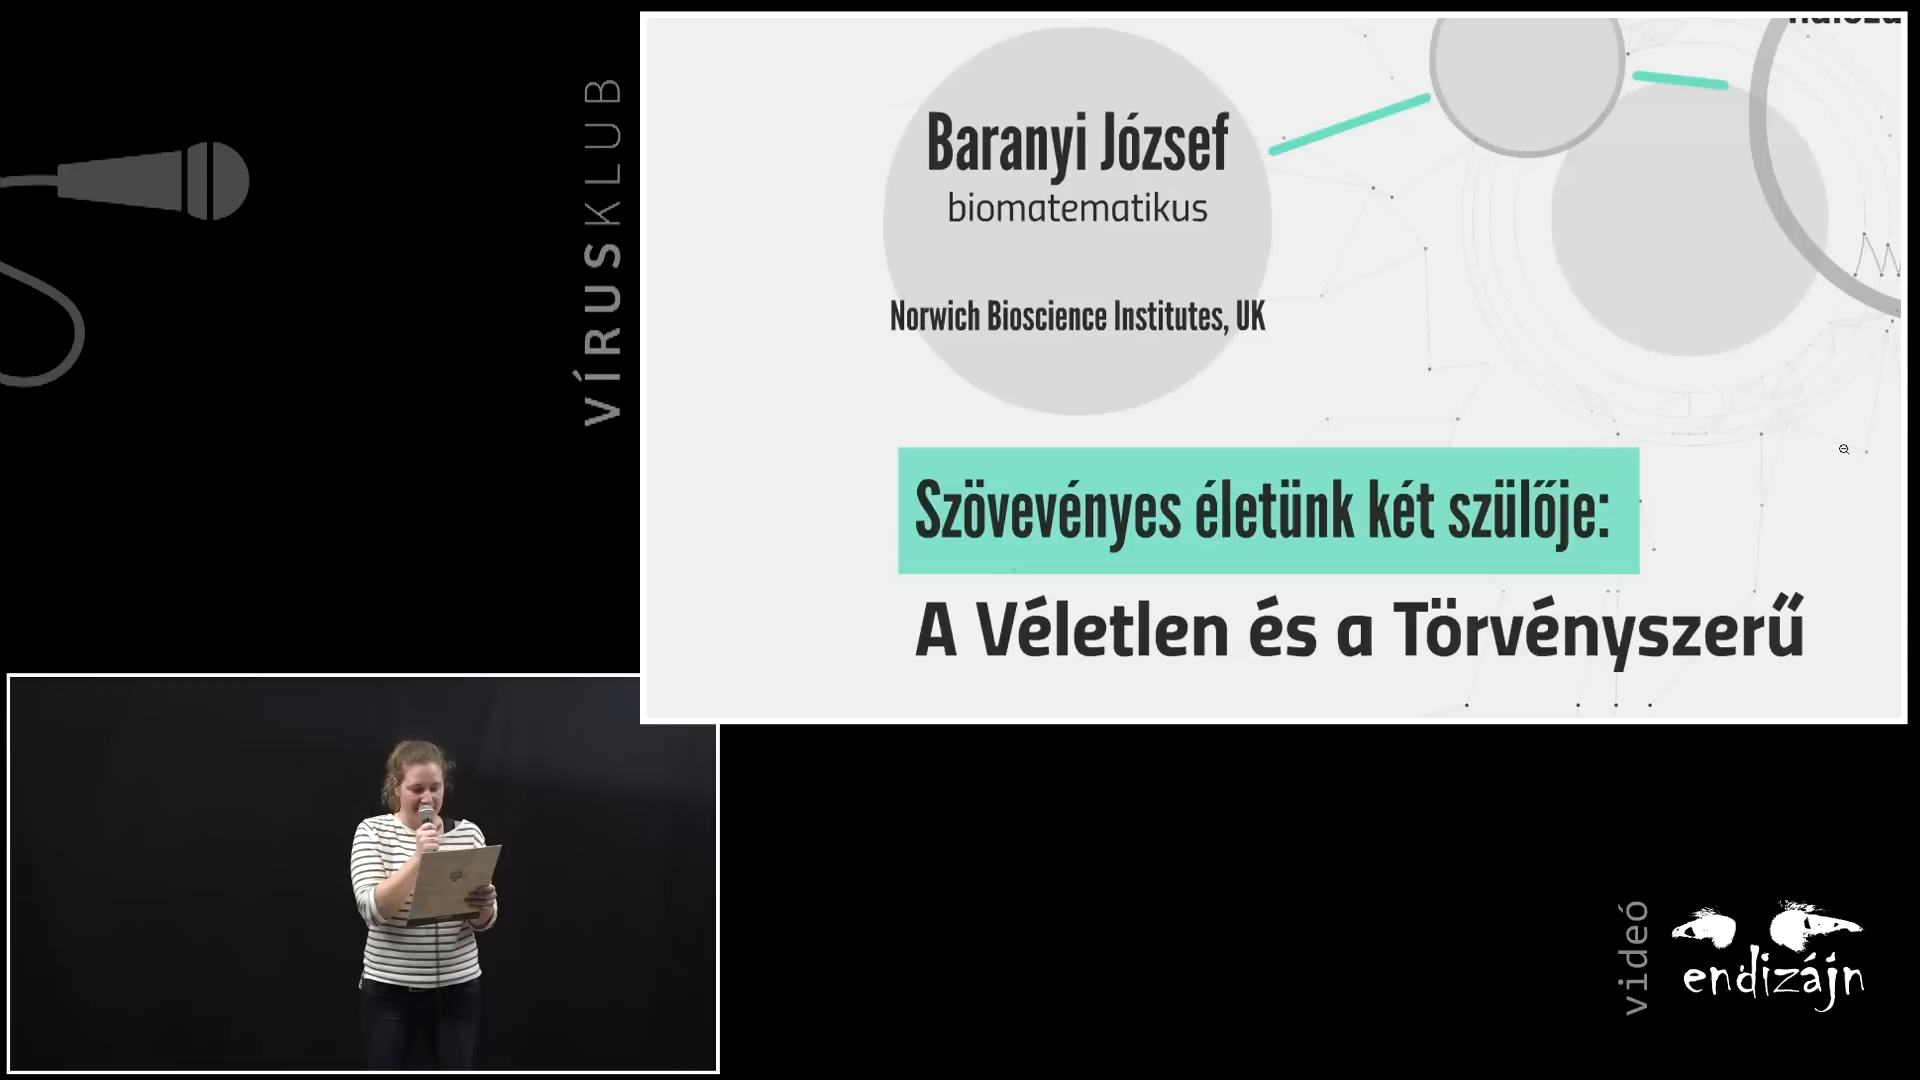 VÍRUSKLUB
Baranyi József
biomatematikus
Norwich Bioscience Institutes, UK
Szövevényes életünk két szülője:
A Véletlen és a Törvényszerű
videó
endizájn